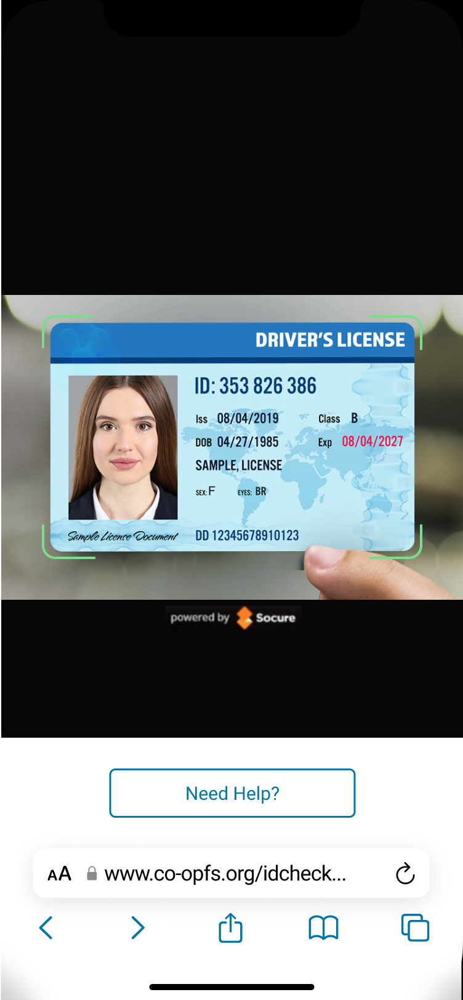 DRIVER'S LICENSE
ID: 353 826 386
Iss 08/04/2019 Class B
DOB 04/27/1985 Exp 08/04/2027
SAMPLE, LICENSE
SEX: F EYES: BR
Sample License Document DD 12345678910123
powered by Socure
Need Help?
AA www.co-opfs.org/idcheck...